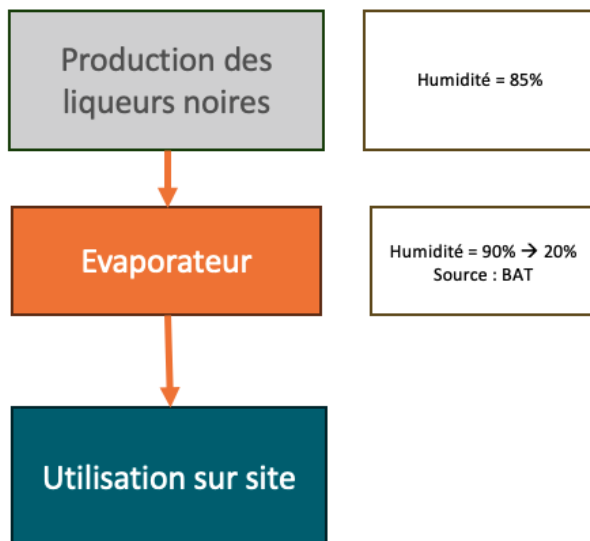 Production des
liqueurs noires
Humidité = 85%
Evaporateur
Humidité = 90% → 20%
Source : BAT
Utilisation sur site